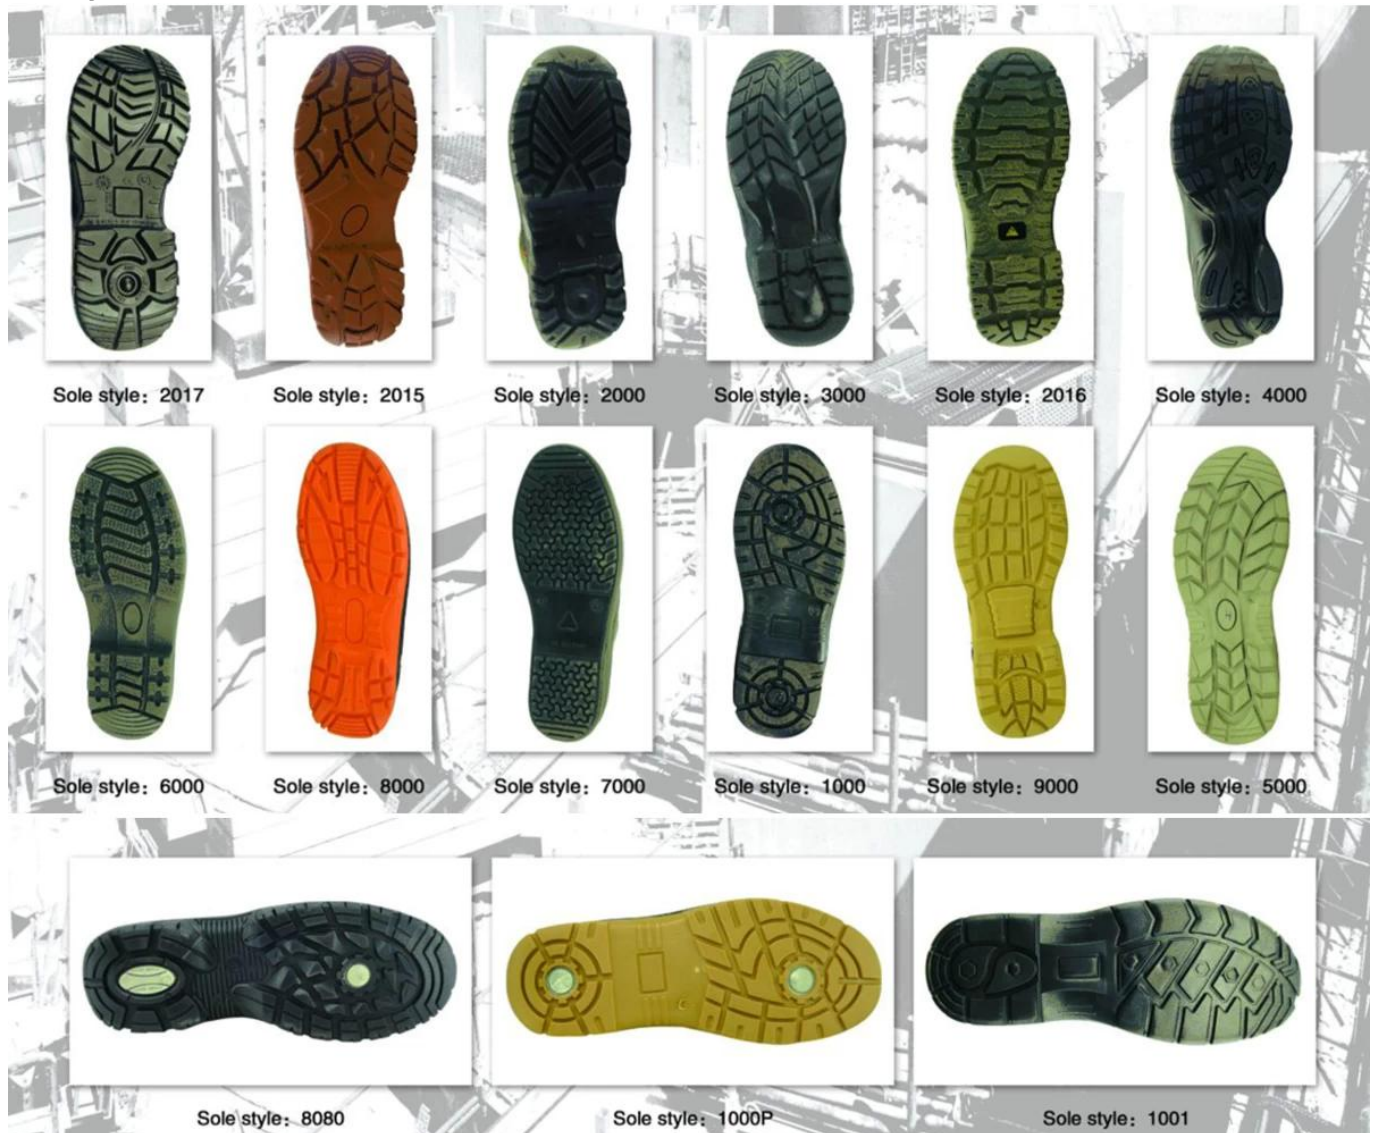 Sole style：2017
Sole style：2015
Sole style：2000
Sole style：3000
Sole style：2016
Sole style：4000
Sole style：6000
Sole style：8000
Sole style：7000
Sole style：1000
Sole style：9000
Sole style：5000
Sole style：8080
Sole style：1000P
Sole style：1001